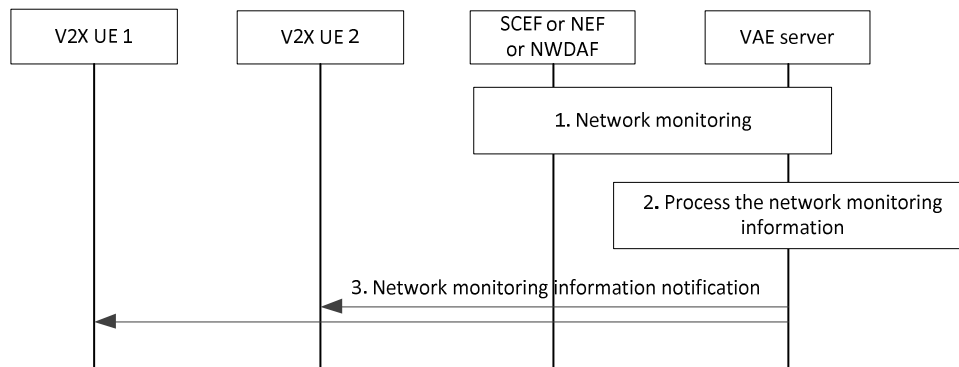 V2X UE 1
V2X UE 2
SCEF or NEF
or NWDAF
VAE server
1. Network monitoring
2. Process the network monitoring
information
3. Network monitoring information notification